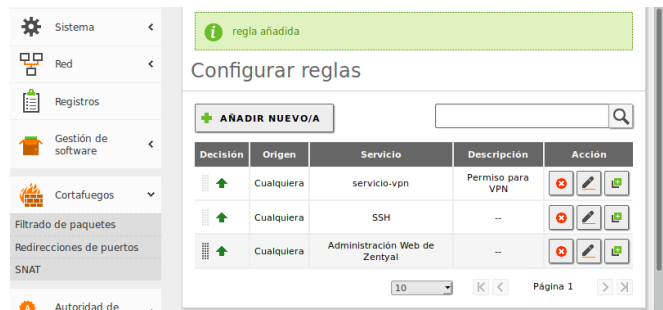 Sistema
Red
Registros
Gestión de
software
Cortafuegos
Filtrado de paquetes
Redirecciones de puertos
SNAT
Autoridad de
regla añadida
Configurar reglas
AÑADIR NUEVO/A
Decisión Origen Servicio Descripción Acción
Cualquiera servicio-vpn Permiso para
VPN
Cualquiera SSH --
Cualquiera Administración Web de
Zentyal --
10 Página 1